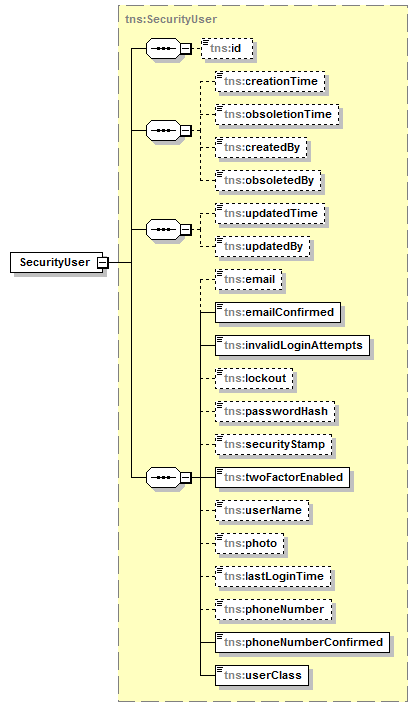 tns:SecurityUser
tns:id
tns:creationTime
tns:obsoletionTime
tns:createdBy
tns:obsoletedBy
tns:updatedTime
tns:updatedBy
SecurityUser
tns:email
tns:emailConfirmed
tns:invalidLoginAttempts
tns:lockout
tns:passwordHash
tns:securityStamp
tns:twoFactorEnabled
tns:userName
tns:photo
tns:lastLoginTime
tns:phoneNumber
tns:phoneNumberConfirmed
tns:userClass